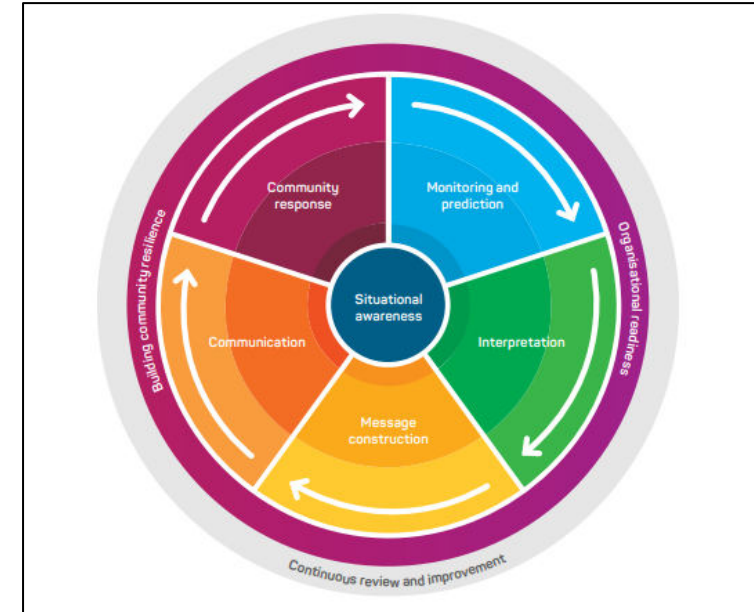 Community
response
Monitoring and
prediction
Building community resilience
Organisational readiness
Situational
awareness
Communication
Interpretation
Message
construction
Continuous review and improvement